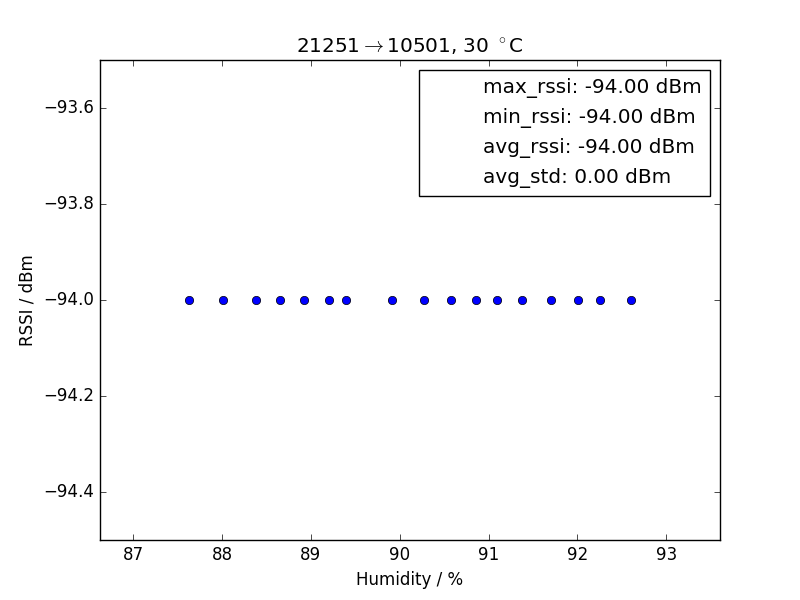 21251→10501, 30 °C
max_rssi: -94.00 dBm
min_rssi: -94.00 dBm
avg_rssi: -94.00 dBm
avg_std: 0.00 dBm
−93.6
−93.8
−94.0
−94.2
−94.4
RSSI / dBm
87 88 89 90 91 92 93
Humidity / %